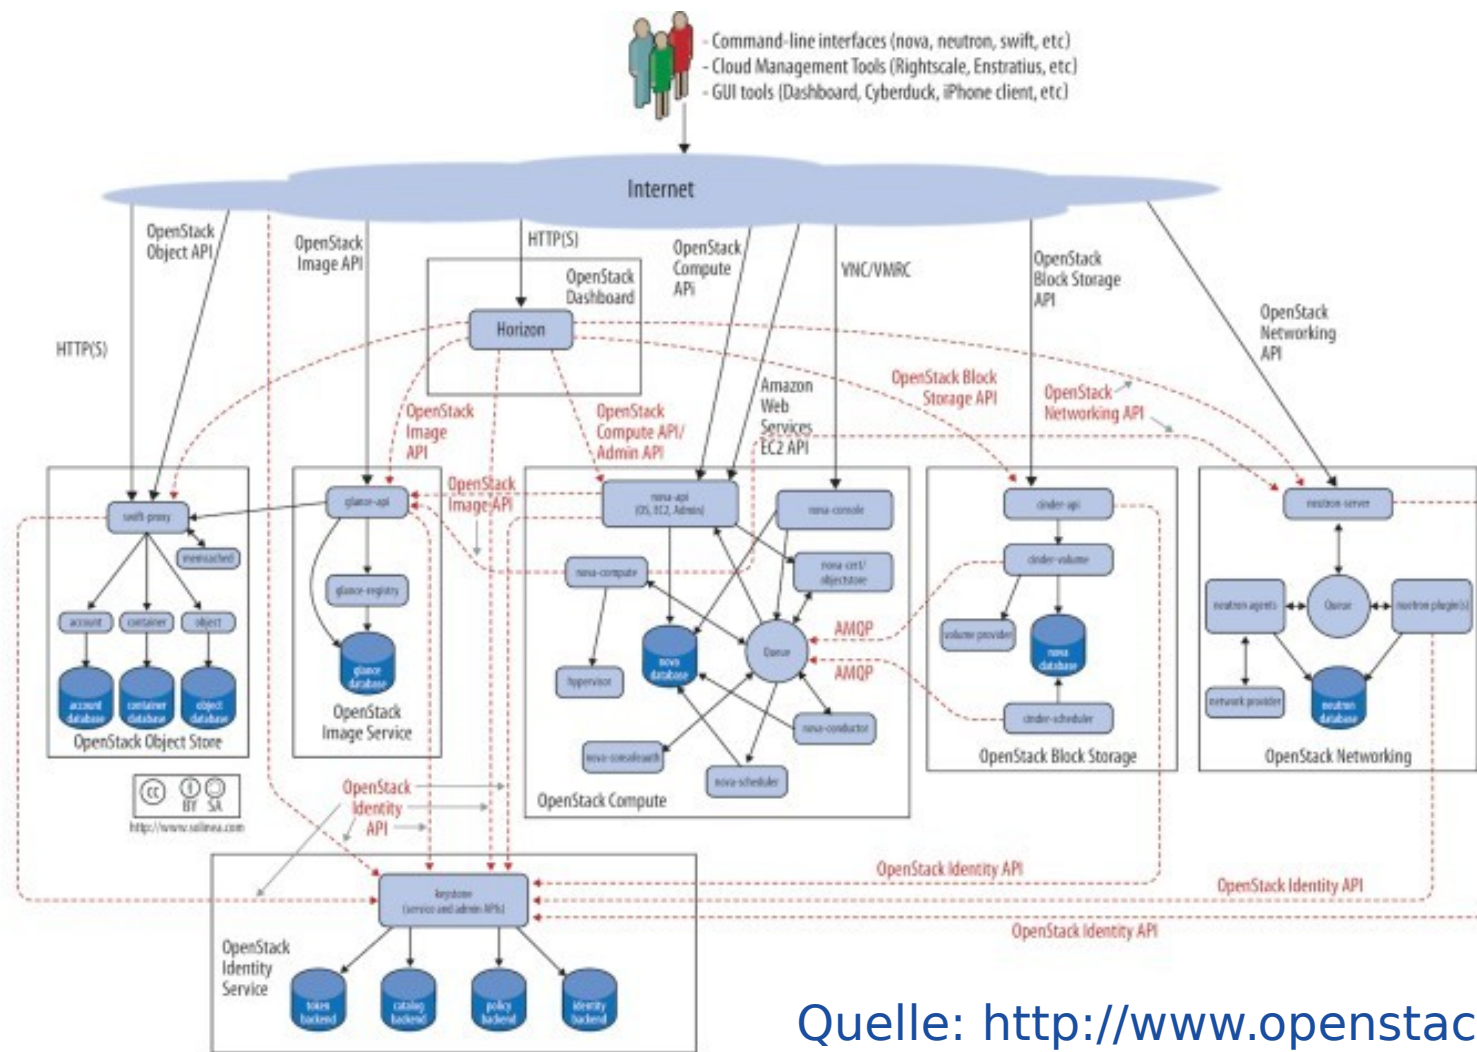 - Command-line interfaces (nova, neutron, swift, etc)
- Cloud Management Tools (Rightscale, Enstratius, etc)
- GUI tools (Dashboard, Cyberduck, iPhone client, etc)
Internet
OpenStack
Object API
HTTP(S)
OpenStack
Image API
HTTP(S)
OpenStack
Dashboard
Horizon
OpenStack
Compute
APi
VNC/VMRC
OpenStack
Block Storage
API
OpenStack
Networking
API
Amazon
Web
Services
EC2 API
OpenStack
Image
API
OpenStack
Compute API/
Admin API
OpenStack Block
Storage API
OpenStack
Networking API
OpenStack
Image API
swift-proxy
memcached
account
container
object
account
database
container
database
object
database
OpenStack Object Store
glance-api
glance-registry
glance
database
OpenStack
Image Service
nova-api
(OS, EC2, Admin)
nova-console
nova-compute
nova-cert/
objectstore
hypervisor
nova
database
Queue
nova-conductor
nova-consoleauth
nova-scheduler
OpenStack Compute
AMQP
AMQP
cinder-api
cinder-volume
volume provider
nova
database
cinder-scheduler
OpenStack Block Storage
neutron-server
neutron agents
Queue
neutron plugin(s)
network provider
neutron
database
OpenStack Networking
cc
BY SA
http://www.solinea.com
OpenStack
Identity
API
OpenStack Identity API
OpenStack Identity API
OpenStack Identity API
keystone
(service and admin APIs)
OpenStack
Identity
Service
token
backend
catalog
backend
policy
backend
identity
backend
Quelle: http://www.openstac